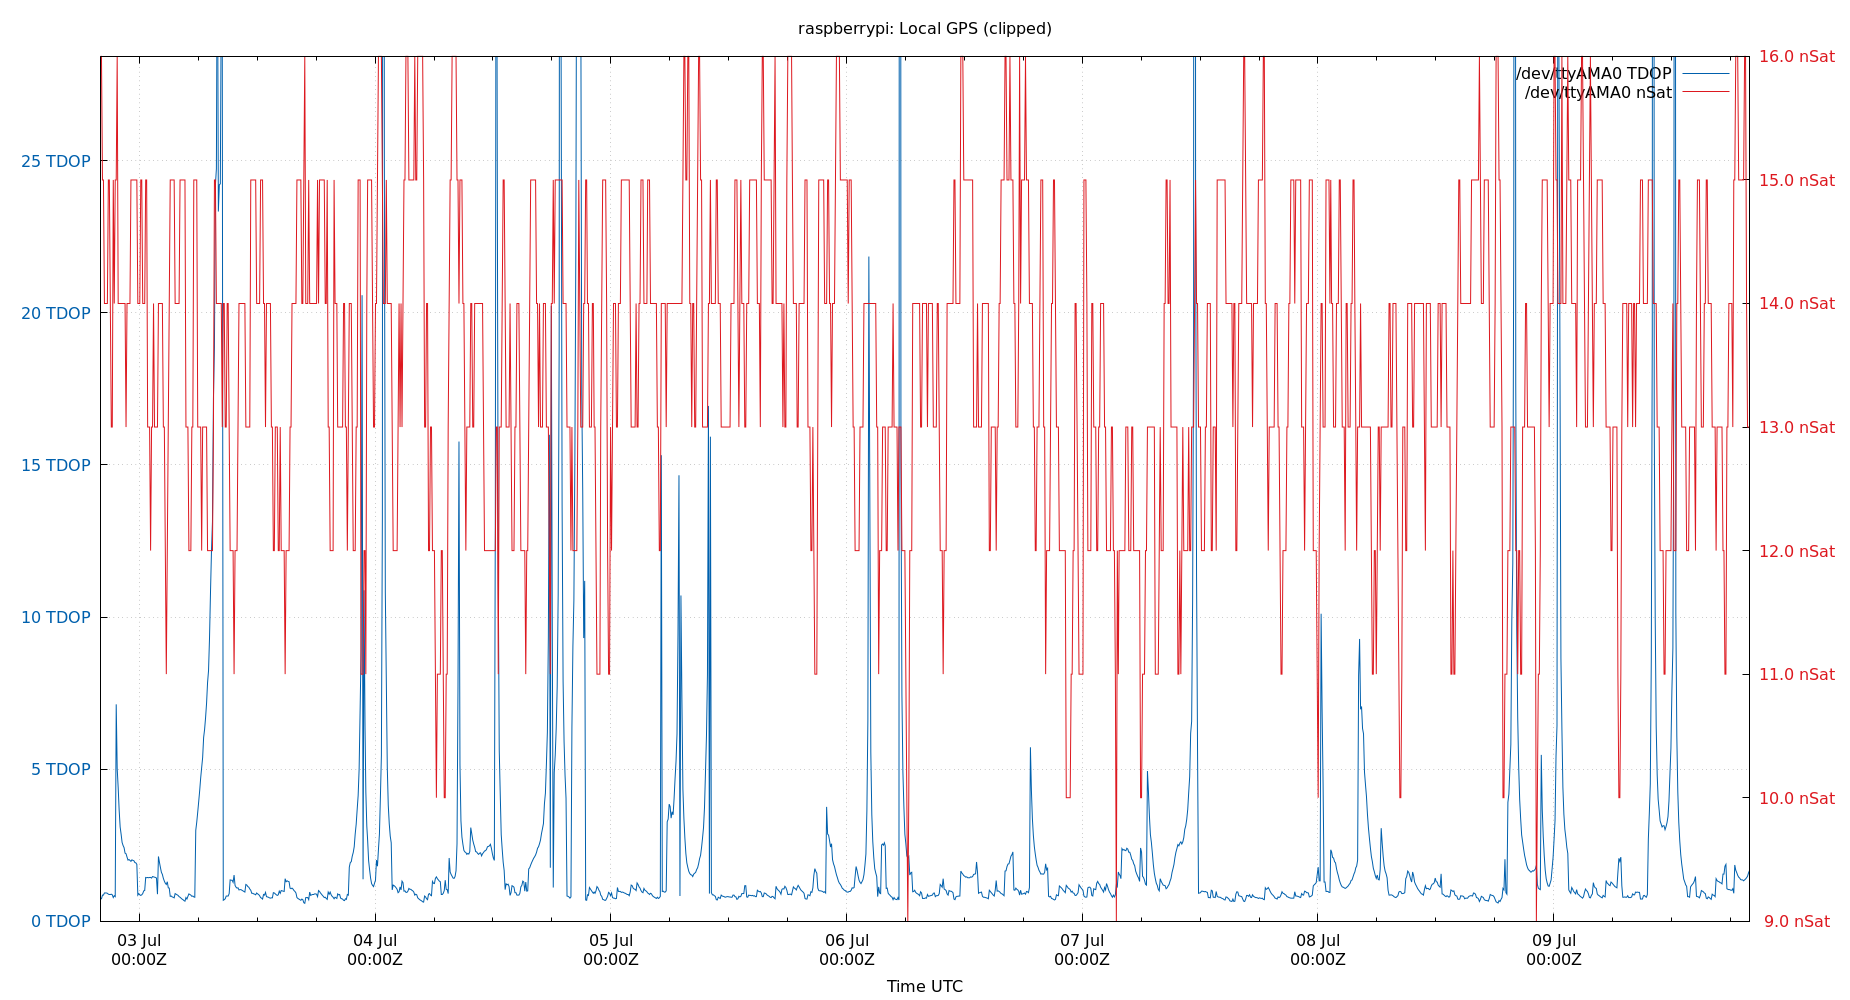 raspberrypi: Local GPS (clipped)
16.0 nSat
/dev/ttyAMA0 TDOP
/dev/ttyAMA0 nSat
25 TDOP
15.0 nSat
20 TDOP
14.0 nSat
13.0 nSat
15 TDOP
12.0 nSat
10 TDOP
11.0 nSat
5 TDOP
10.0 nSat
0 TDOP
9.0 nSat
03 Jul
00:00Z
04 Jul
00:00Z
05 Jul
00:00Z
06 Jul
00:00Z
07 Jul
00:00Z
08 Jul
00:00Z
09 Jul
00:00Z
Time UTC